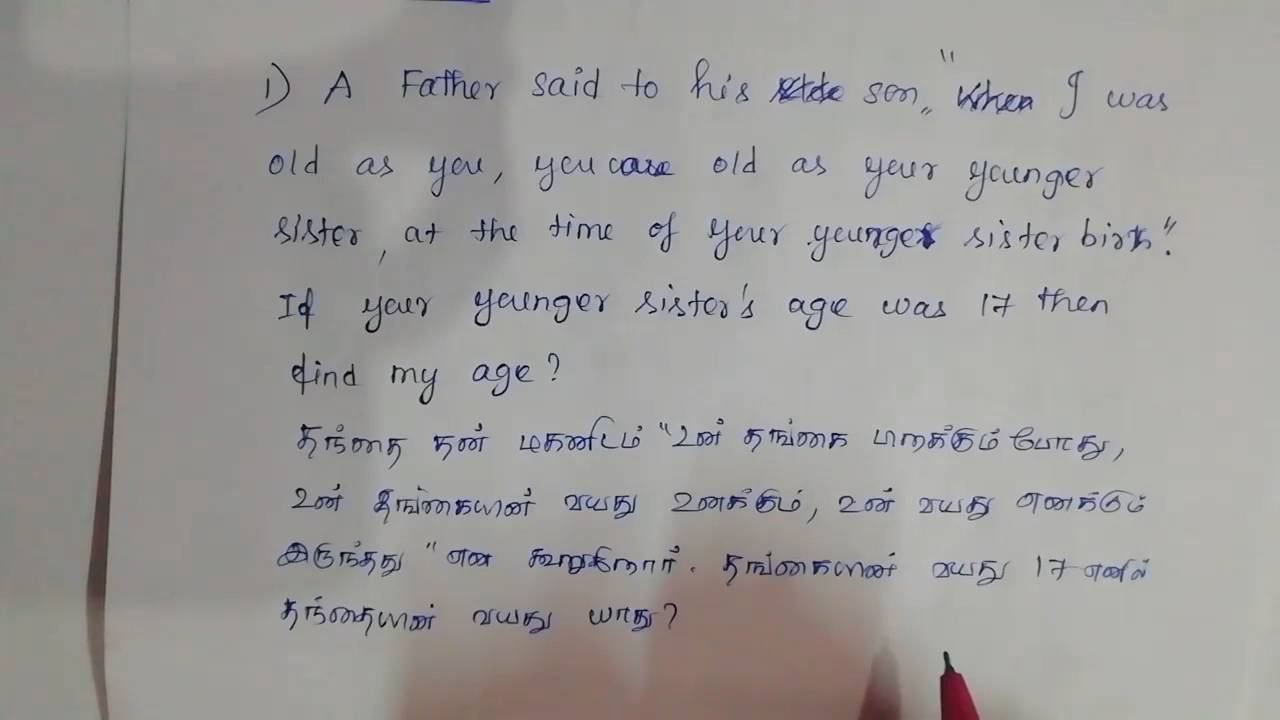 1) A Father said to his son,, "when I was
old as you, you are old as your younger
sister, at the time of your younger sister birth".
If your younger sister's age was 17 then
find my age?
தந்தை தன் மகனிடம் "உன் தங்கை பிறக்கும் போது,
உன் தங்கையின் வயது உனக்கும், உன் வயது எனக்கும்
இருந்தது" என கூறுகிறார். தங்கையின் வயது 17 எனில்
தந்தையின் வயது யாது?